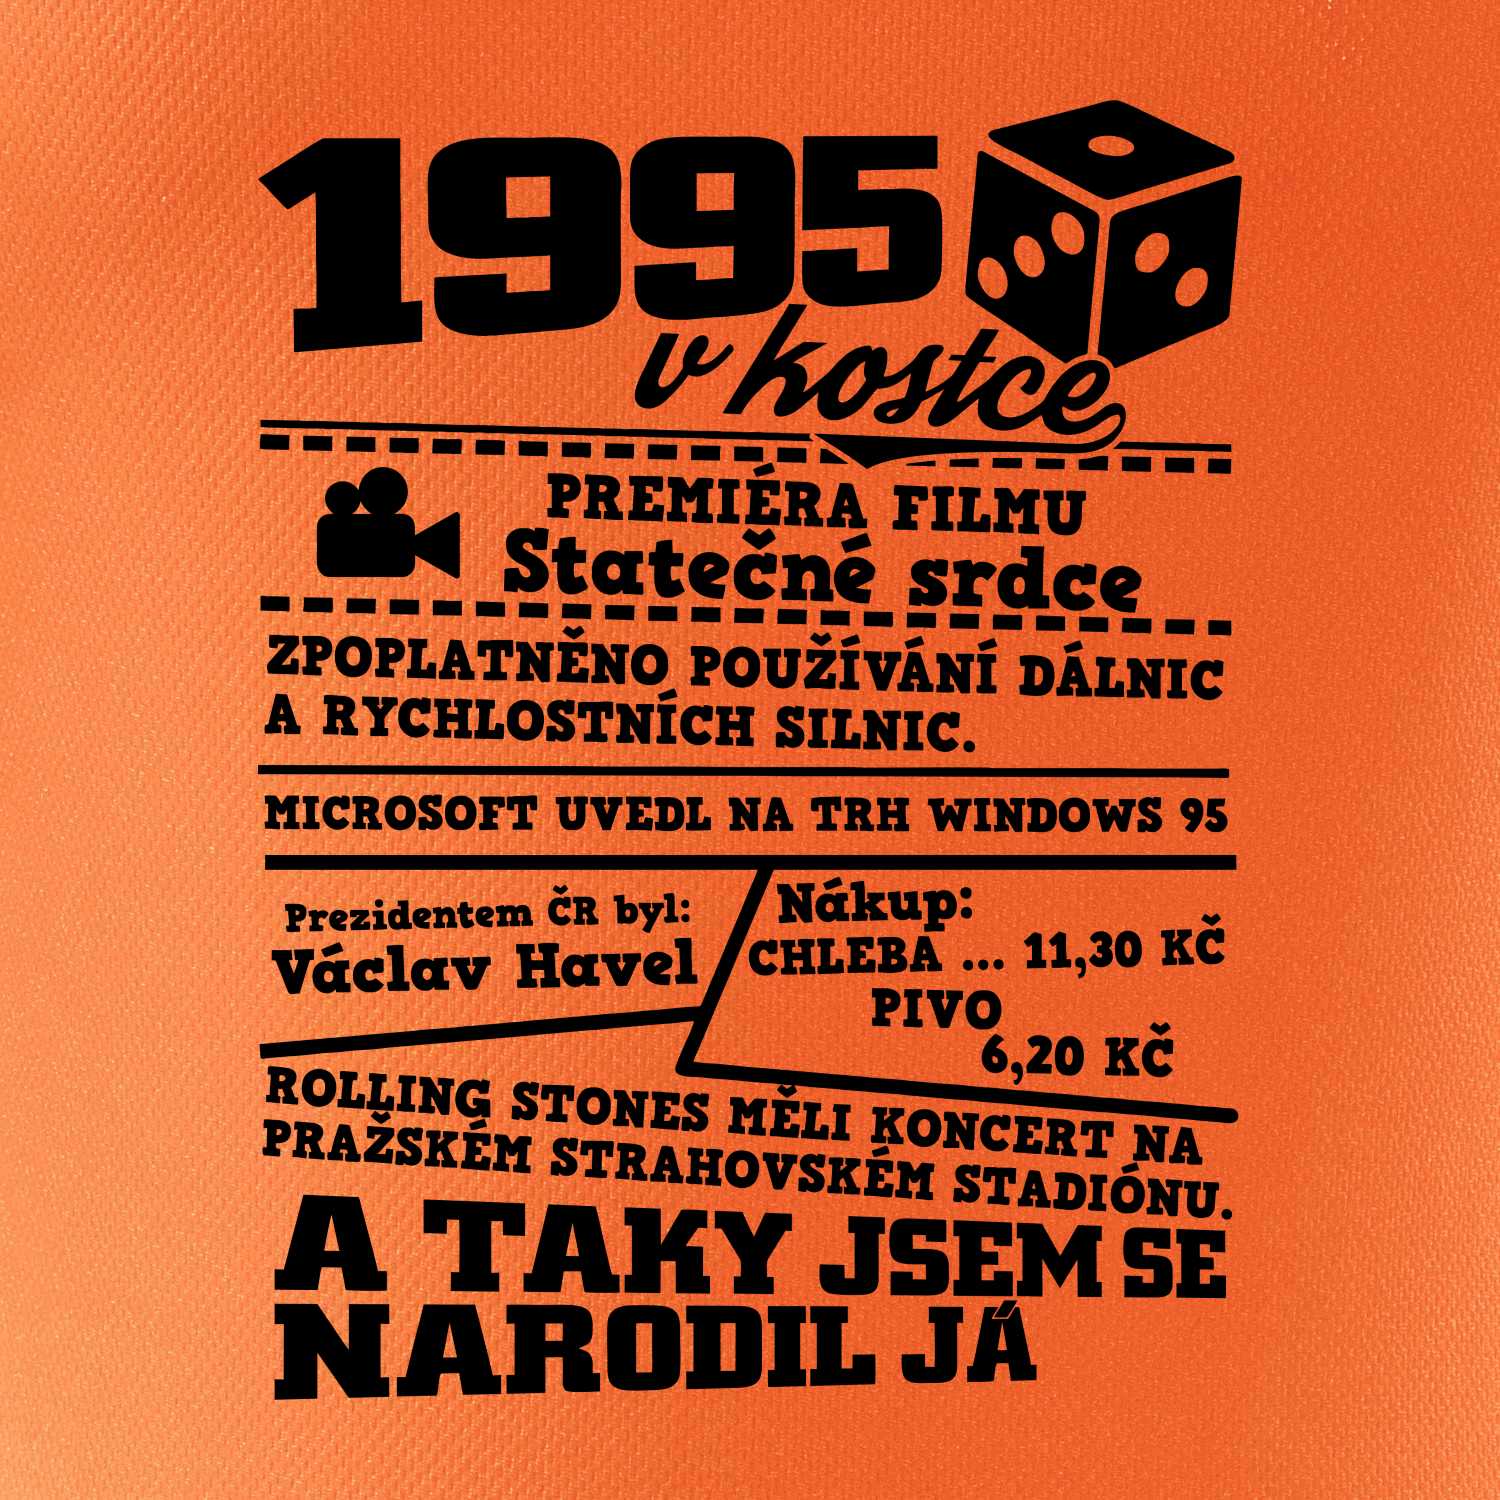 1995
v kostce
PREMIÉRA FILMU
Statečné srdce
ZPOPLATNĚNO POUŽÍVÁNÍ DÁLNIC
A RYCHLOSTNÍCH SILNIC.
MICROSOFT UVEDL NA TRH WINDOWS 95
Prezidentem ČR byl:
Václav Havel
Nákup:
CHLEBA ... 11,30 KČ
PIVO
6,20 KČ
ROLLING STONES MĚLI KONCERT NA
PRAŽSKÉM STRAHOVSKÉM STADIÓNU.
A TAKY JSEM SE
NARODIL JÁ